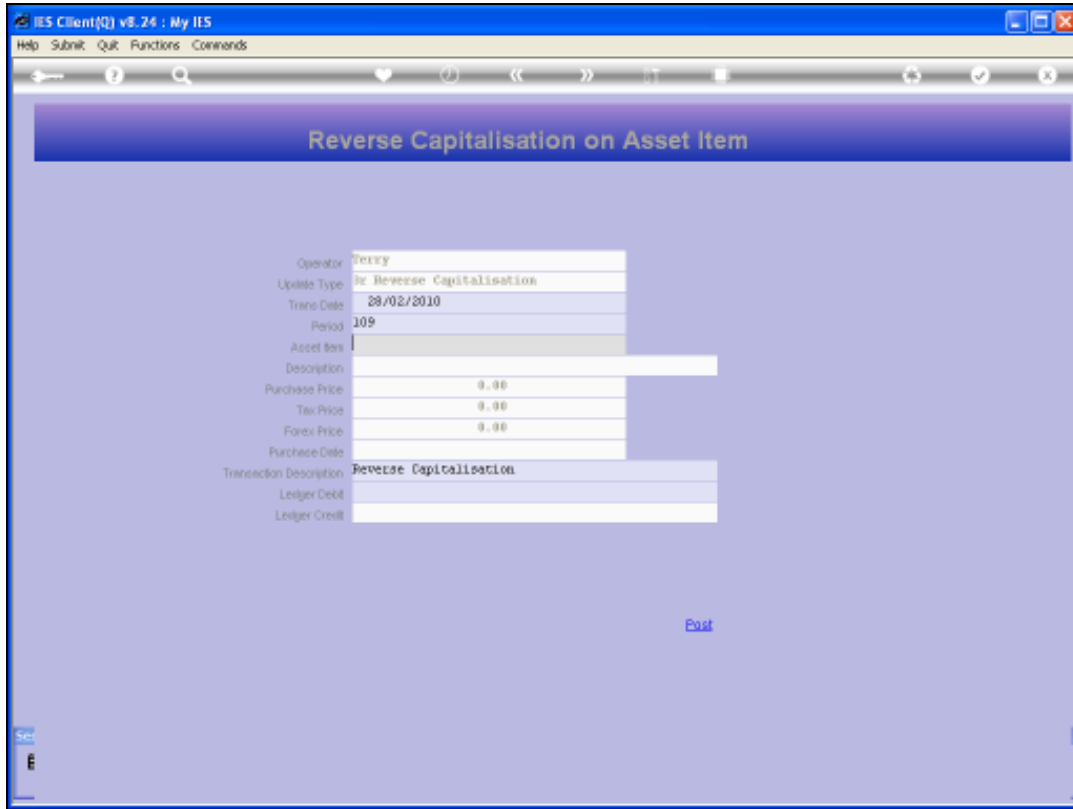 IES Client(Q) v8.24 : My IES
Help Submit Quit Functions Commands
Reverse Capitalisation on Asset Item
Operator Terry
Update Type 3r Reverse Capitalisation
Trans Date 28/02/2010
Period 109
Asset Item
Description
Purchase Price 0.00
Tax Price 0.00
Forex Price 0.00
Purchase Date
Transaction Description Reverse Capitalisation
Ledger Debit
Ledger Credit
Post